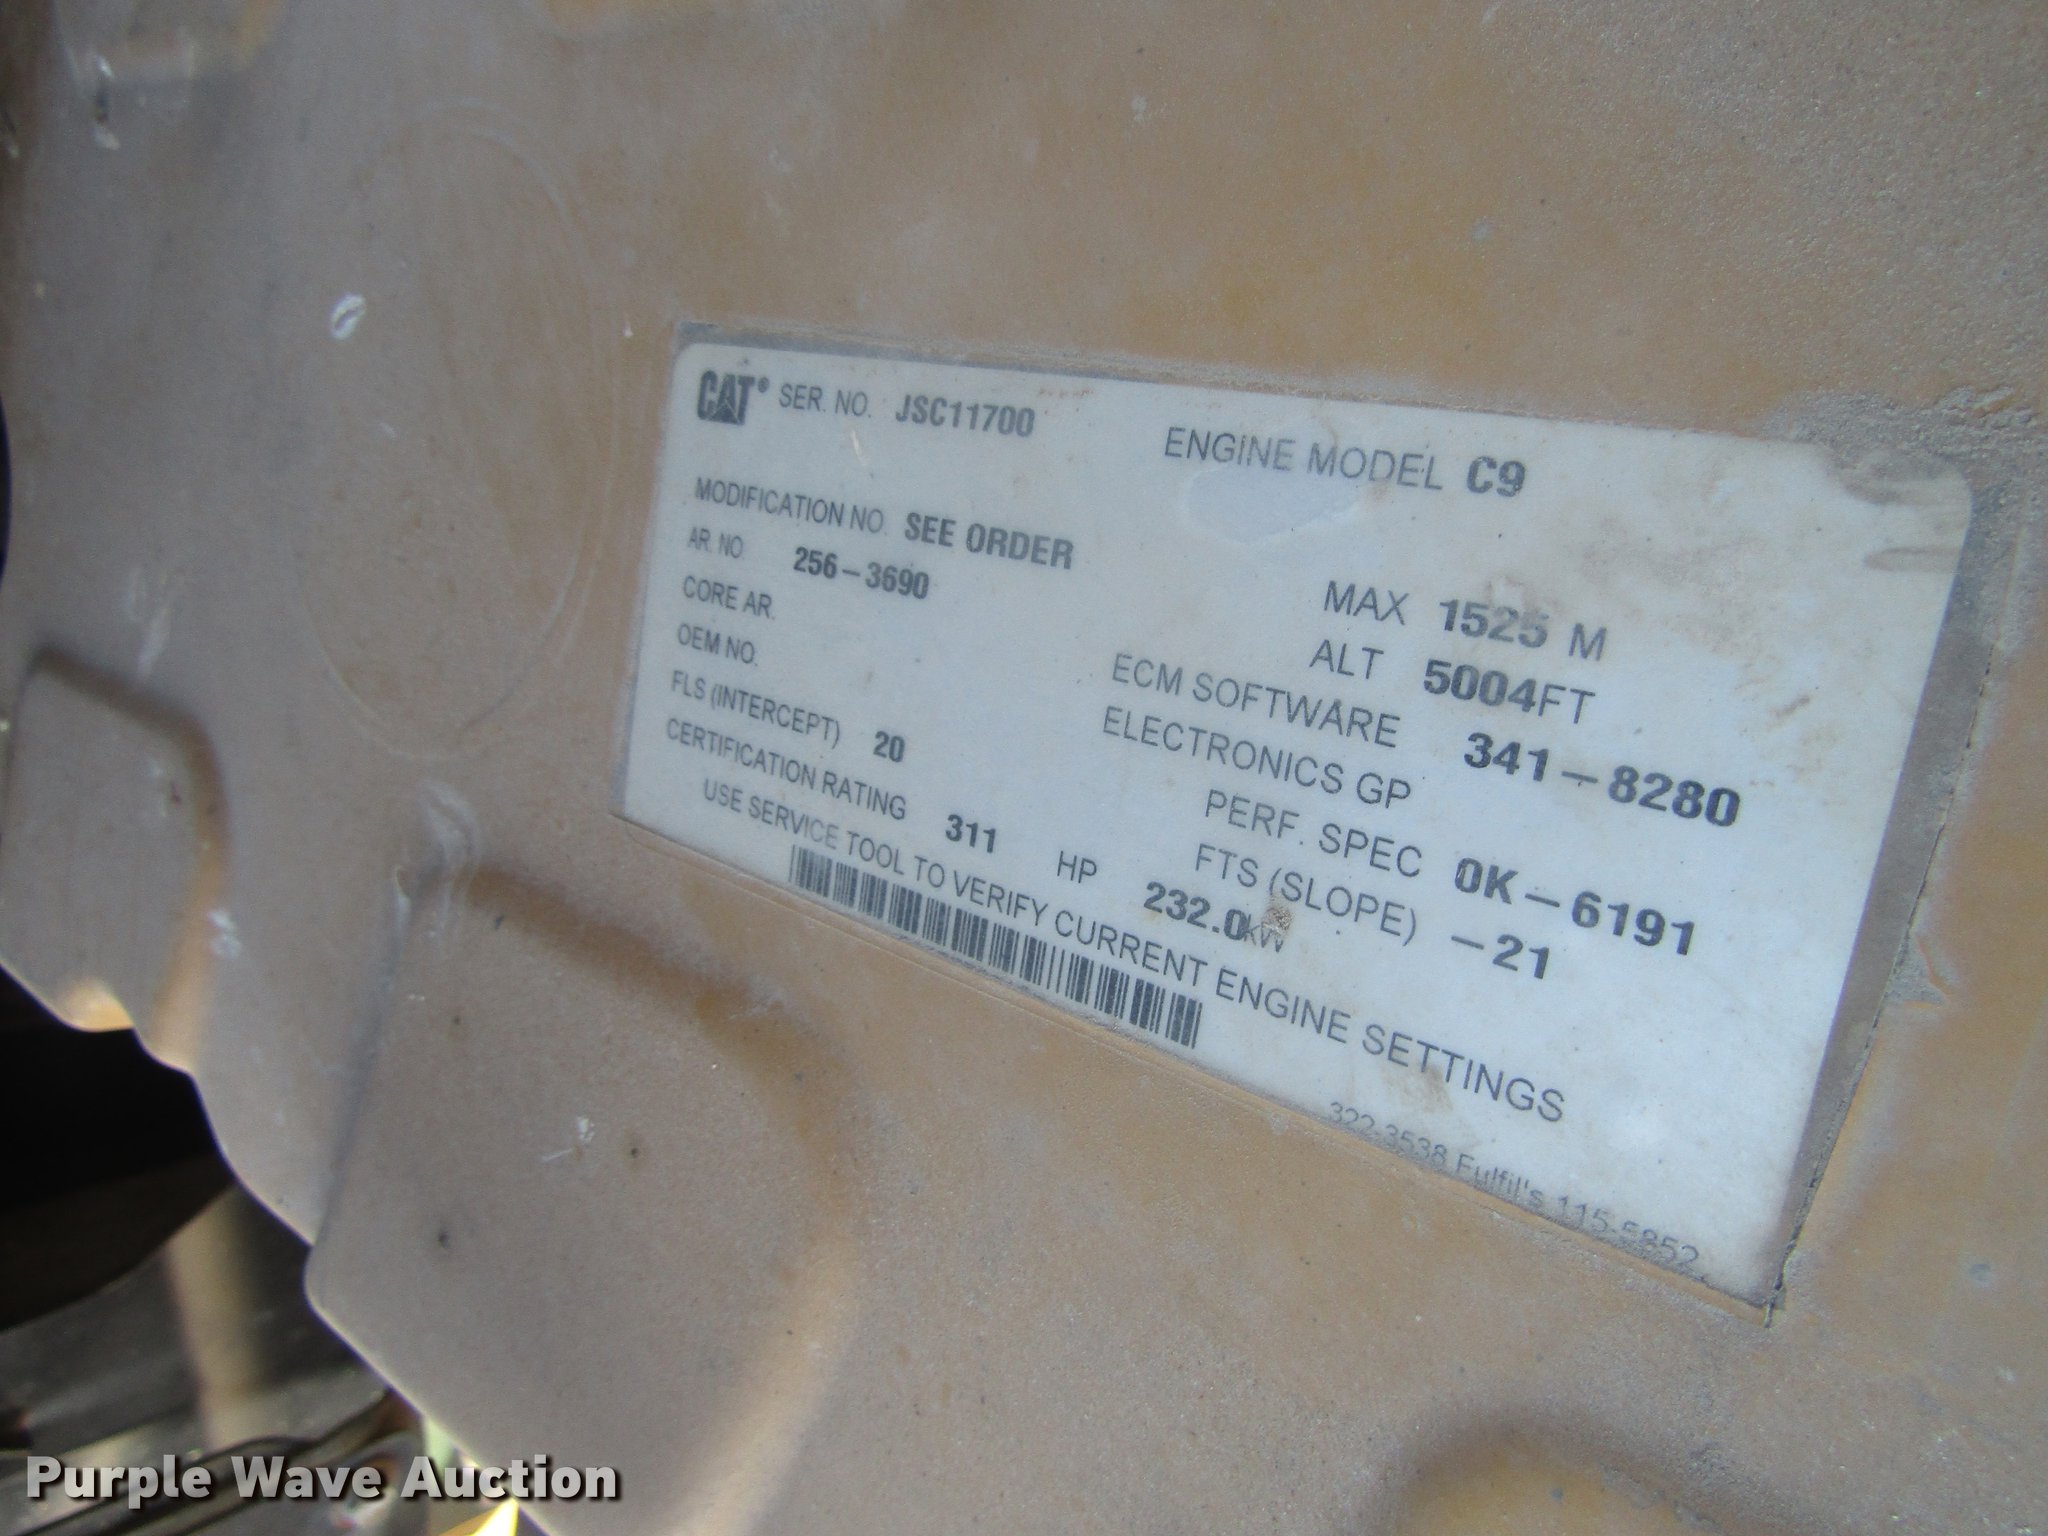 CAT® SER. NO. JSC11700 ENGINE MODEL C9
MODIFICATION NO. SEE ORDER
AR. NO. 256-3690 MAX 1525 M
CORE AR. ALT 5004FT
OEM NO. ECM SOFTWARE 341-8280
FLS (INTERCEPT) 20 ELECTRONICS GP
CERTIFICATION RATING 311 HP 232.0kW
PERF. SPEC 0K-6191
FTS (SLOPE) -21
USE SERVICE TOOL TO VERIFY CURRENT ENGINE SETTINGS
322-3538 Fulfil's 115-5852
Purple Wave Auction